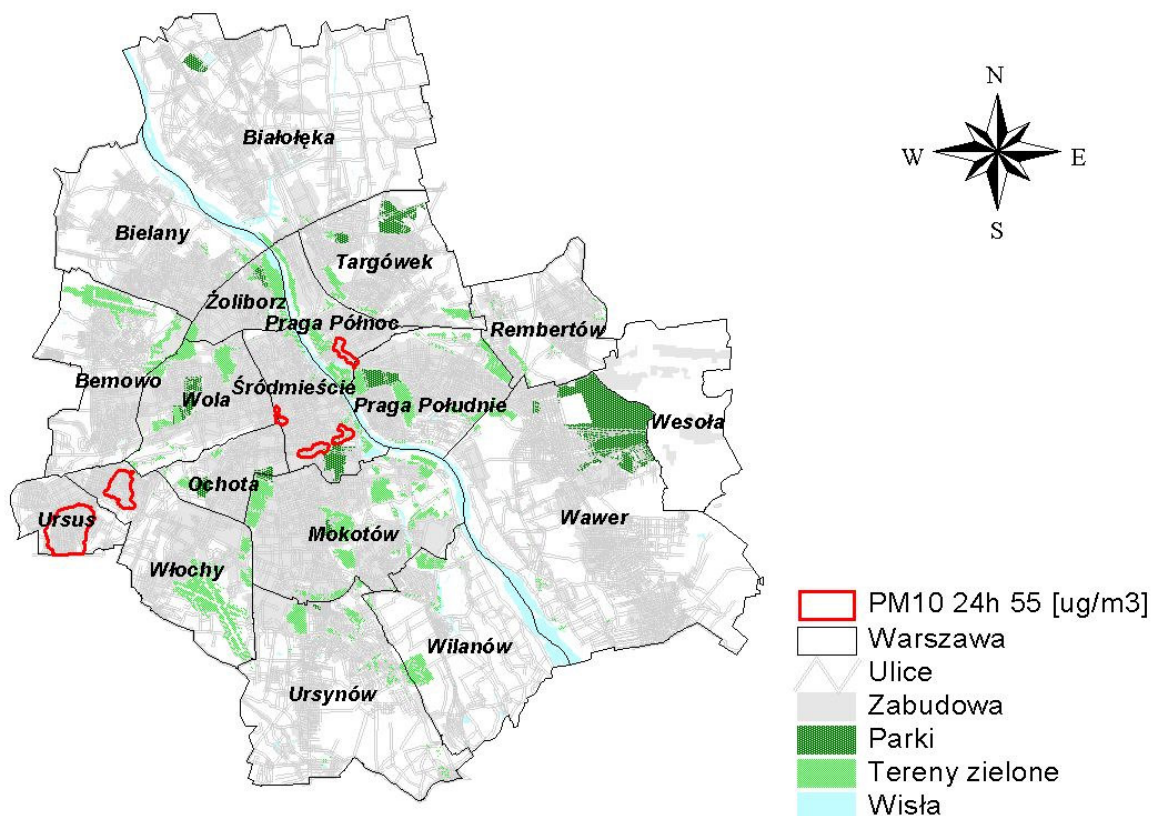 N
W
E
S
Białołęka
Bielany
Targówek
Żoliborz
Praga Północ
Rembertów
Bemowo
Wola
Śródmieście
Praga Południe
Wesoła
Ochota
Ursus
Wawer
Mokotów
Włochy
Wilanów
Ursynów
PM10 24h 55 [ug/m3]
Warszawa
Ulice
Zabudowa
Parki
Tereny zielone
Wisła